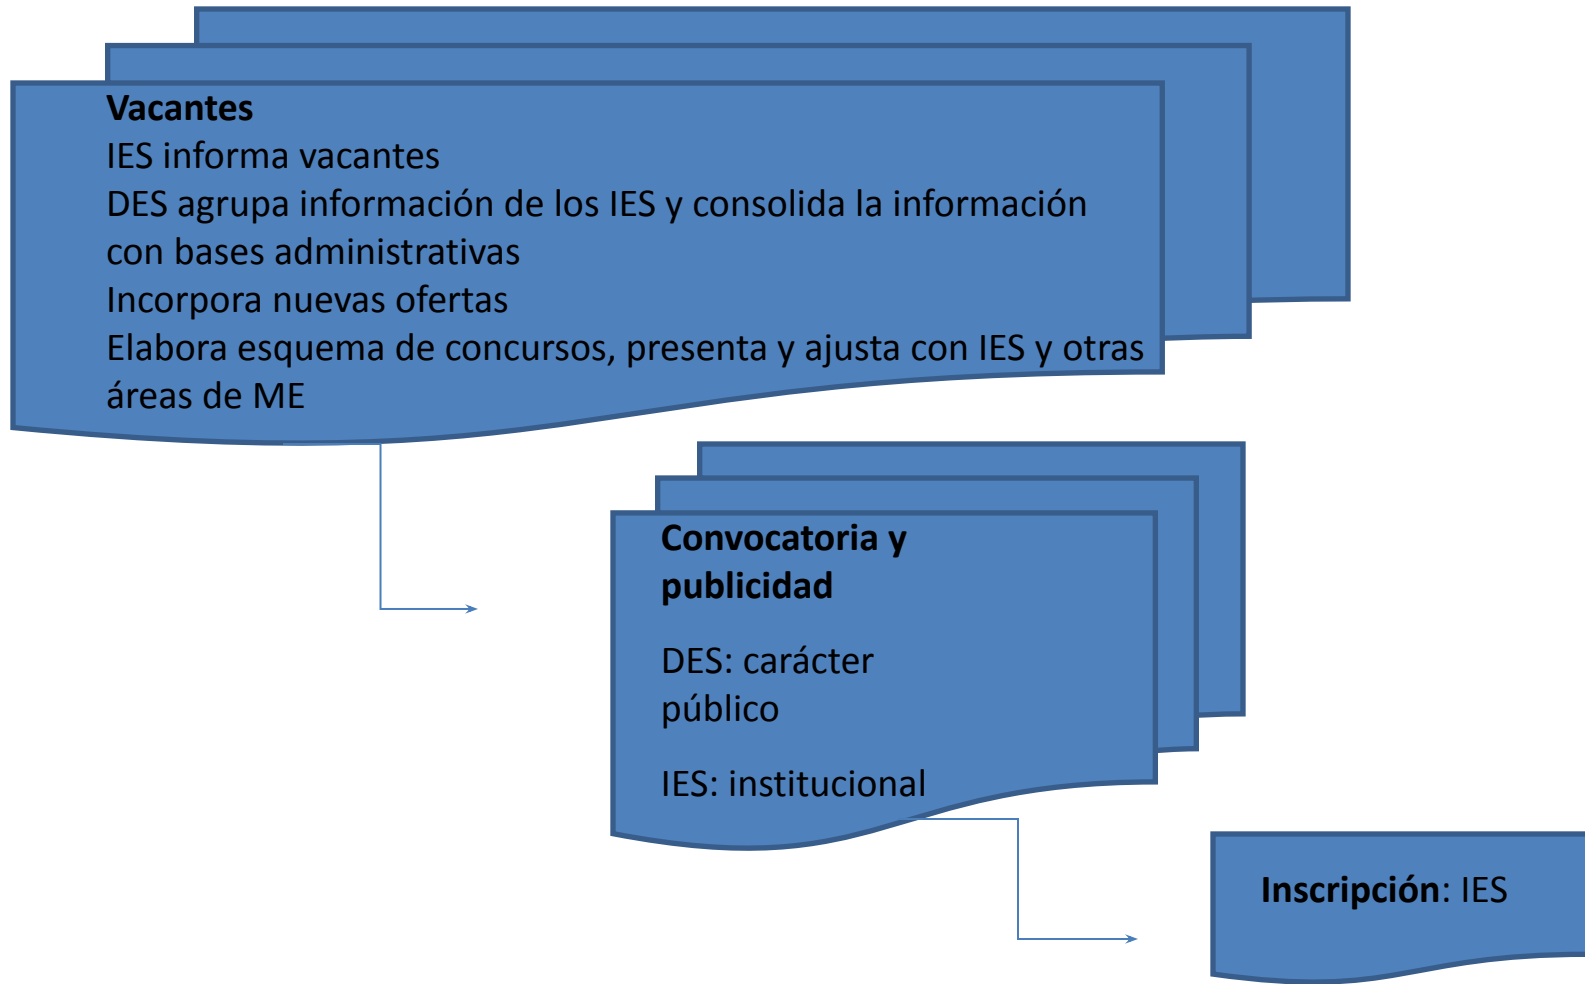 Vacantes
IES informa vacantes
DES agrupa información de los IES y consolida la información
con bases administrativas
Incorpora nuevas ofertas
Elabora esquema de concursos, presenta y ajusta con IES y otras
áreas de ME
Convocatoria y
publicidad
DES: carácter
público
IES: institucional
Inscripción: IES